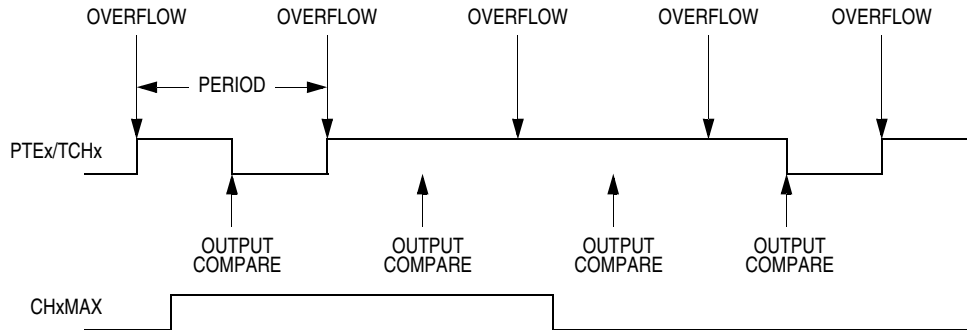 OVERFLOW OVERFLOW OVERFLOW OVERFLOW OVERFLOW
PERIOD
PTEx/TCHx
OUTPUT OUTPUT OUTPUT OUTPUT
COMPARE COMPARE COMPARE COMPARE
CHxMAX